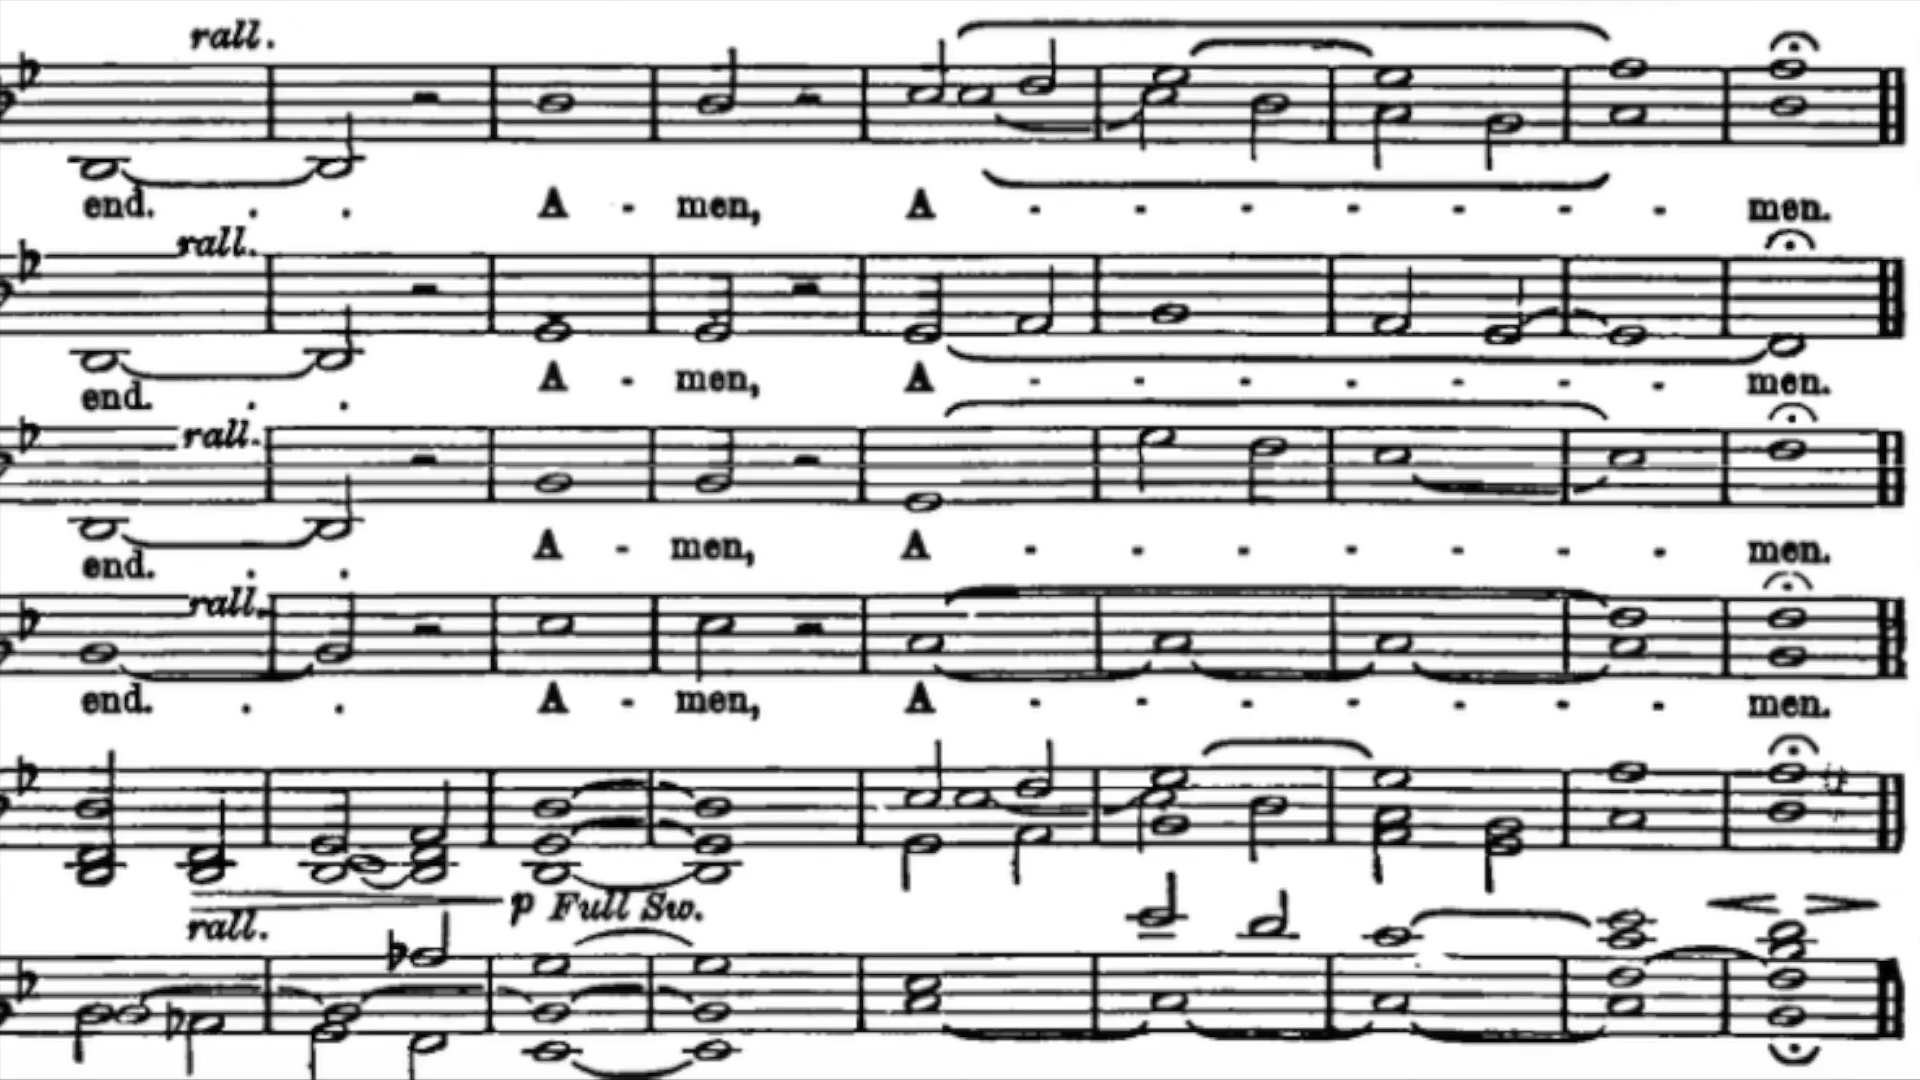 rall.
end. . . A - men, A - - - - - - - men.
rall.
end. . . A - men, A - - - - - - - men.
rall.
end. . . A - men, A - - - - - - - men.
rall.
end. . . A - men, A - - - - - - - men.
p Full Sw.
rall.